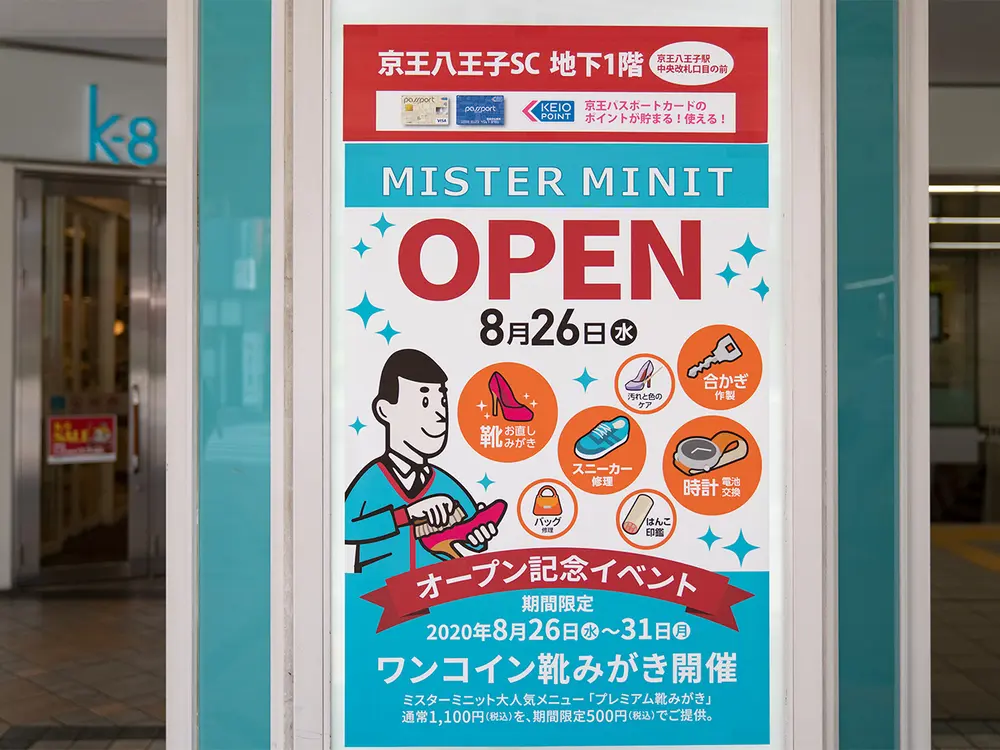 京王八王子SC 地下1階
京王八王子駅
中央改札口目の前
passport
VISA
passport
KEIO
POINT
京王パスポートカードの
ポイントが貯まる!使える!
k-8
MISTER MINIT
OPEN
8月26日水
靴 お直し
みがき
汚れと色の
ケア
合かぎ
作製
スニーカー
修理
時計 電池
交換
バッグ
修理
はんこ
印鑑
SALE
オープン記念イベント
期間限定
2020年8月26日水〜31日月
ワンコイン靴みがき開催
ミスターミニット大人気メニュー「プレミアム靴みがき」
通常1,100円(税込)を、期間限定500円(税込)でご提供。